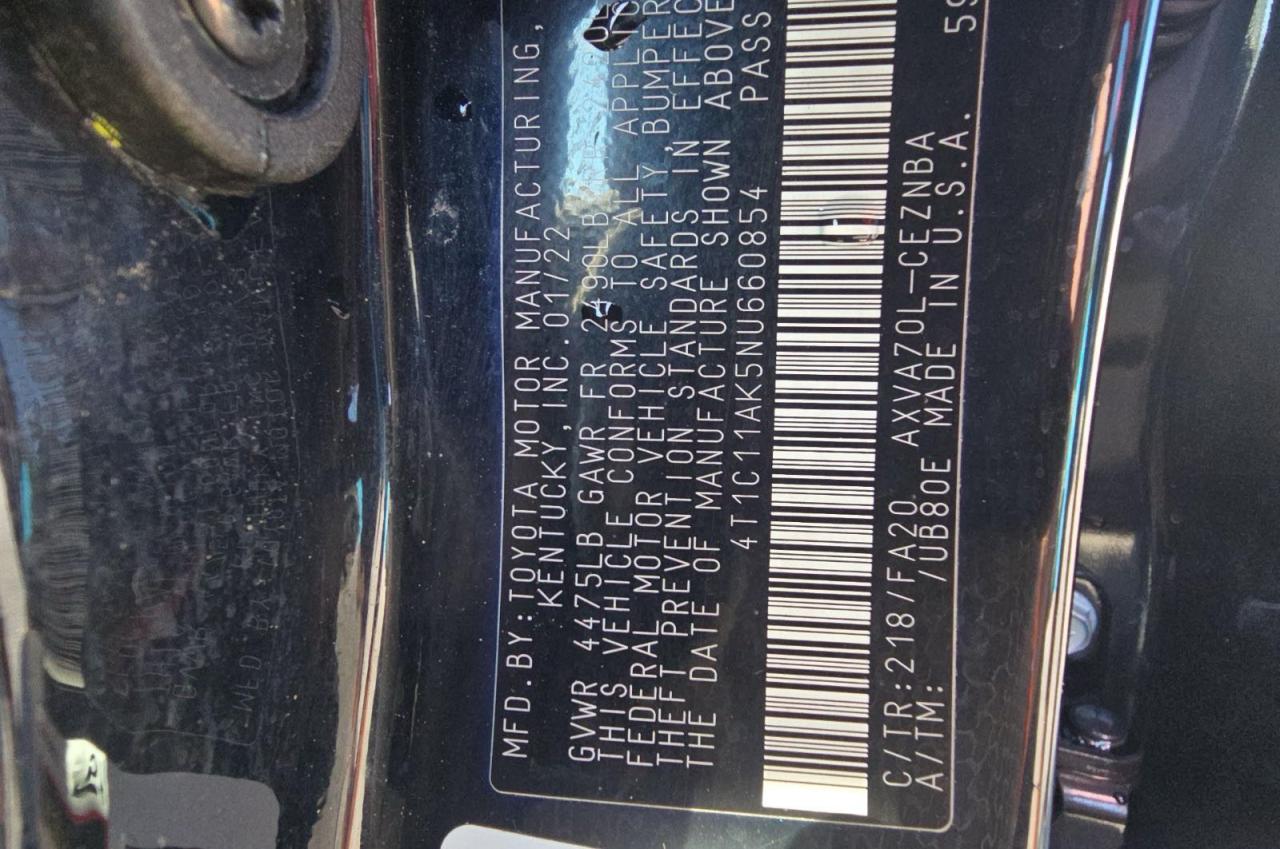 MFD.BY:TOYOTA MOTOR MANUFACTURING,
KENTUCKY,INC.01/22
GVWR 4475LB GAWR FR 2490LB
THIS VEHICLE CONFORMS TO ALL APPL
FEDERAL MOTOR VEHICLE SAFETY,BUMPER
THEFT PREVENTION STANDARDS IN EFFEC
THE DATE OF MANUFACTURE SHOWN ABOVE
4T1C11AK5NU660854 PASS
C/TR:218/FA20 AXVA70L-CEZNBA
A/TM: /UB80E MADE IN U.S.A. 59